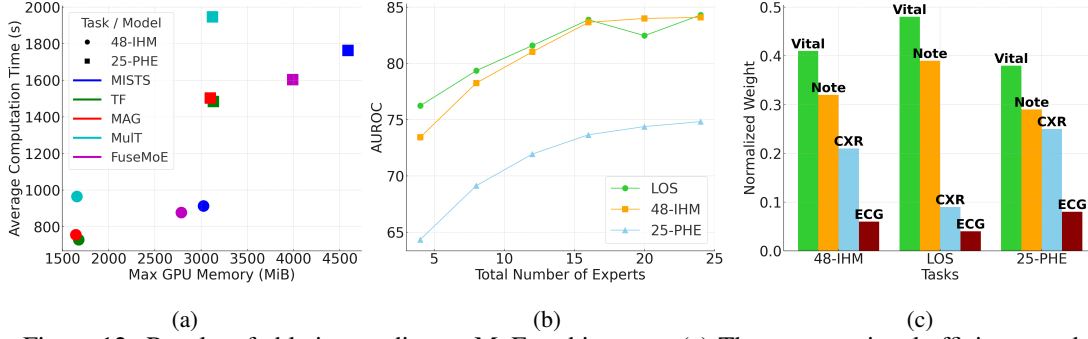 2000
1800
1600
1400
1200
1000
800
Average Computation Time (s)
Task / Model
48-IHM
25-PHE
MISTS
TF
MAG
MulT
FuseMoE
1500 2000 2500 3000 3500 4000 4500
Max GPU Memory (MiB)
(a)
85
80
75
70
65
AUROC
LOS
48-IHM
25-PHE
5 10 15 20 25
Total Number of Experts
(b)
0.5
0.4
0.3
0.2
0.1
0.0
Normalized Weight
Vital Note CXR ECG
Vital Note CXR ECG
Vital Note CXR ECG
48-IHM LOS 25-PHE
Tasks
(c)